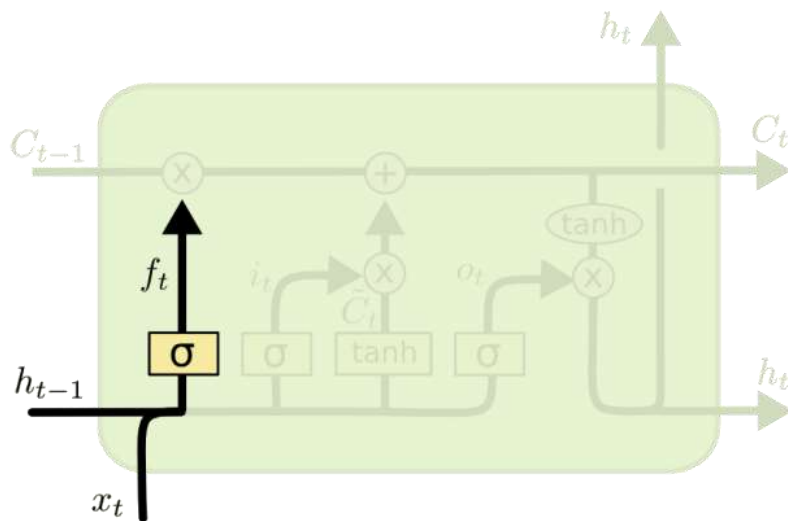 h_t
C_{t-1} × + C_t
tanh
f_t i_t × o_t ×
C̃_t
σ σ tanh σ
h_{t-1} h_t
x_t